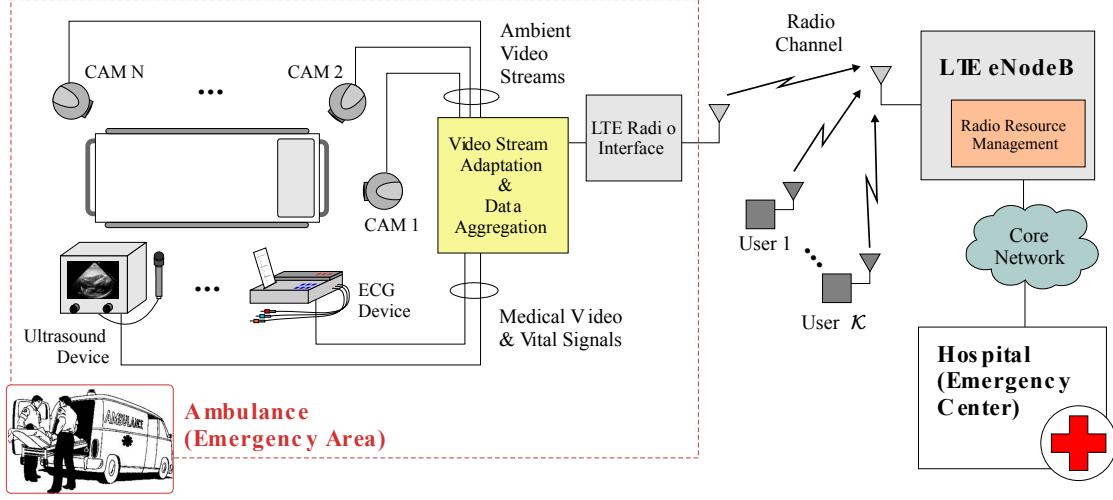 CAM N
...
CAM 2
Ambient
Video
Streams
CAM 1
Video Stream
Adaptation
&
Data
Aggregation
LTE Radio
Interface
Radio
Channel
LTE eNodeB
Radio Resource
Management
User 1
...
User K
Core
Network
Ultrasound
Device
...
ECG
Device
Medical Video
& Vital Signals
Hospital
(Emergency
Center)
AMBULANCE
Ambulance
(Emergency Area)